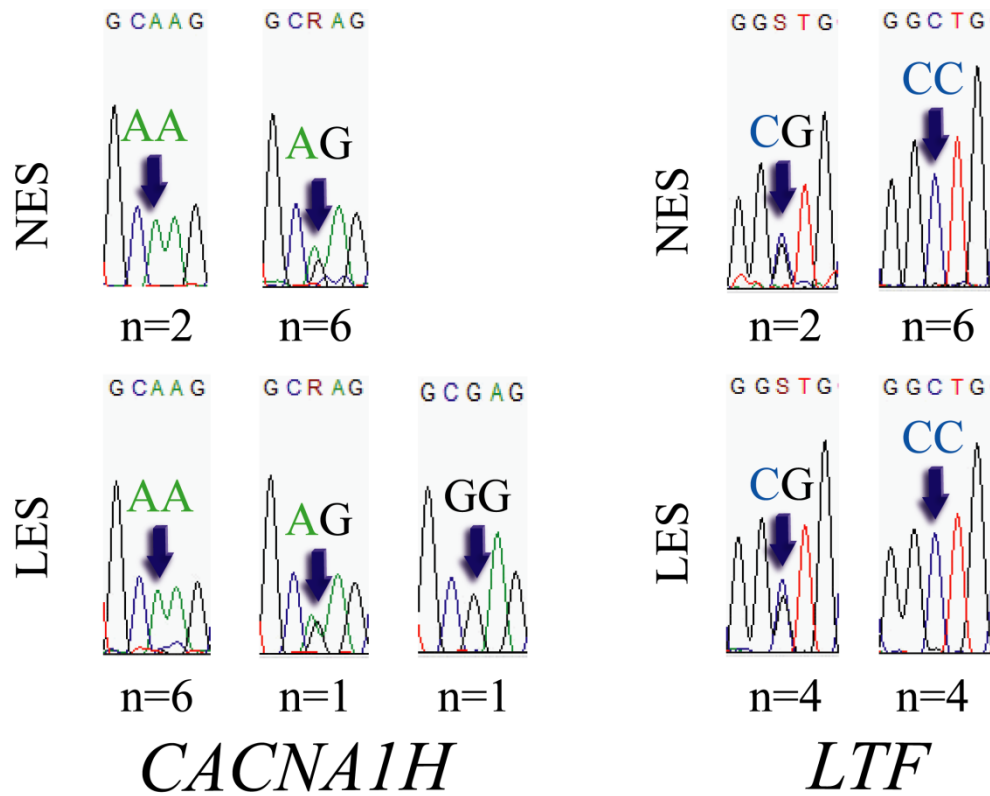 G C A A G
G C R A G
G G S T G
G G C T G
AA
AG
CG
CC
NES
NES
n=2
n=6
n=2
n=6
G C A A G
G C R A G
G C G A G
G G S T G
G G C T G
AA
AG
GG
CG
CC
LES
LES
n=6
n=1
n=1
n=4
n=4
CACNA1H
LTF